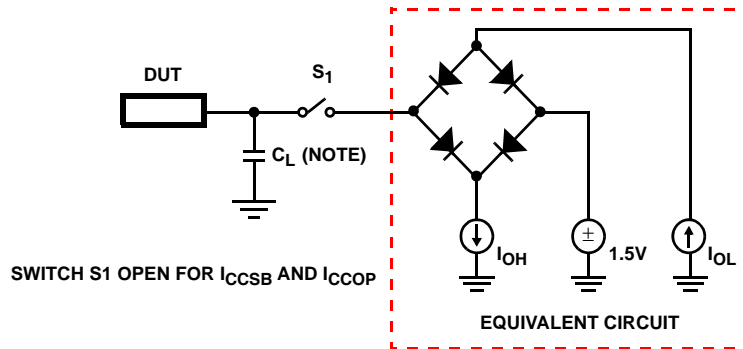 DUT
S1
CL (NOTE)
±
IOH
1.5V
IOL
SWITCH S1 OPEN FOR ICCSB AND ICCOP
EQUIVALENT CIRCUIT